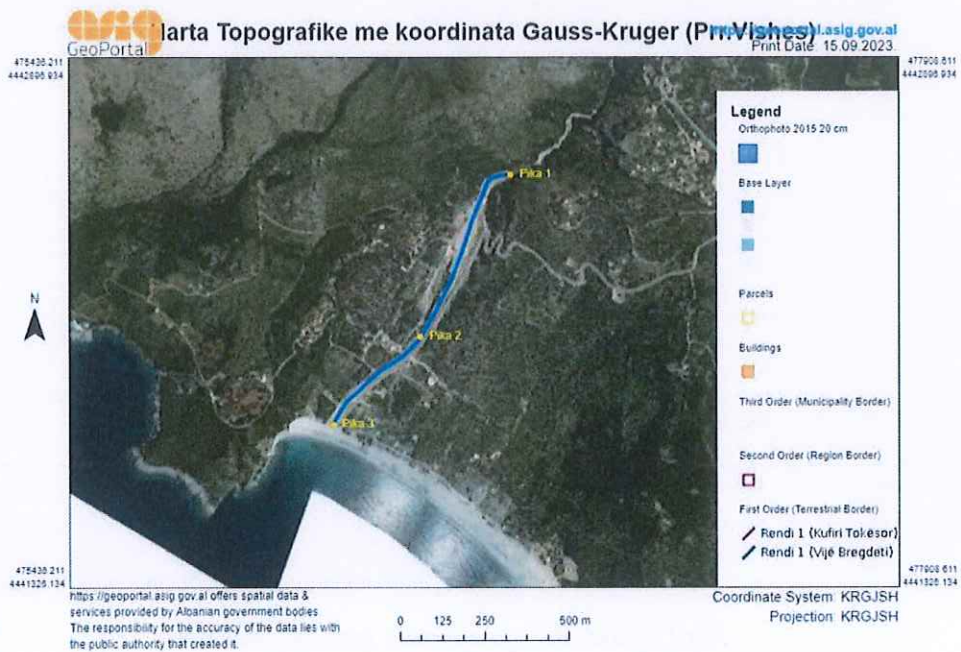 asig
GeoPortal
Harta Topografike me koordinata Gauss-Kruger (Prr.Vishes)
Print Date: 15.09.2023
475436.211
4442896.934
477908.611
4442896.934
Pika 1
Pika 2
Pika 3
N
Legend
Orthophoto 2015 20 cm
Base Layer
Parcels
Buildings
Third Order (Municipality Border)
Second Order (Region Border)
First Order (Terrestrial Border)
Rendi 1 (Kufiri Tokësor)
Rendi 1 (Vijë Bregdeti)
475436.211
4441326.134
477908.611
4441326.134
https://geoportal.asig.gov.al offers spatial data &
services provided by Albanian government bodies
The responsibility for the accuracy of the data lies with
the public authority that created it.
0 125 250 500 m
Coordinate System: KRGJSH
Projection: KRGJSH